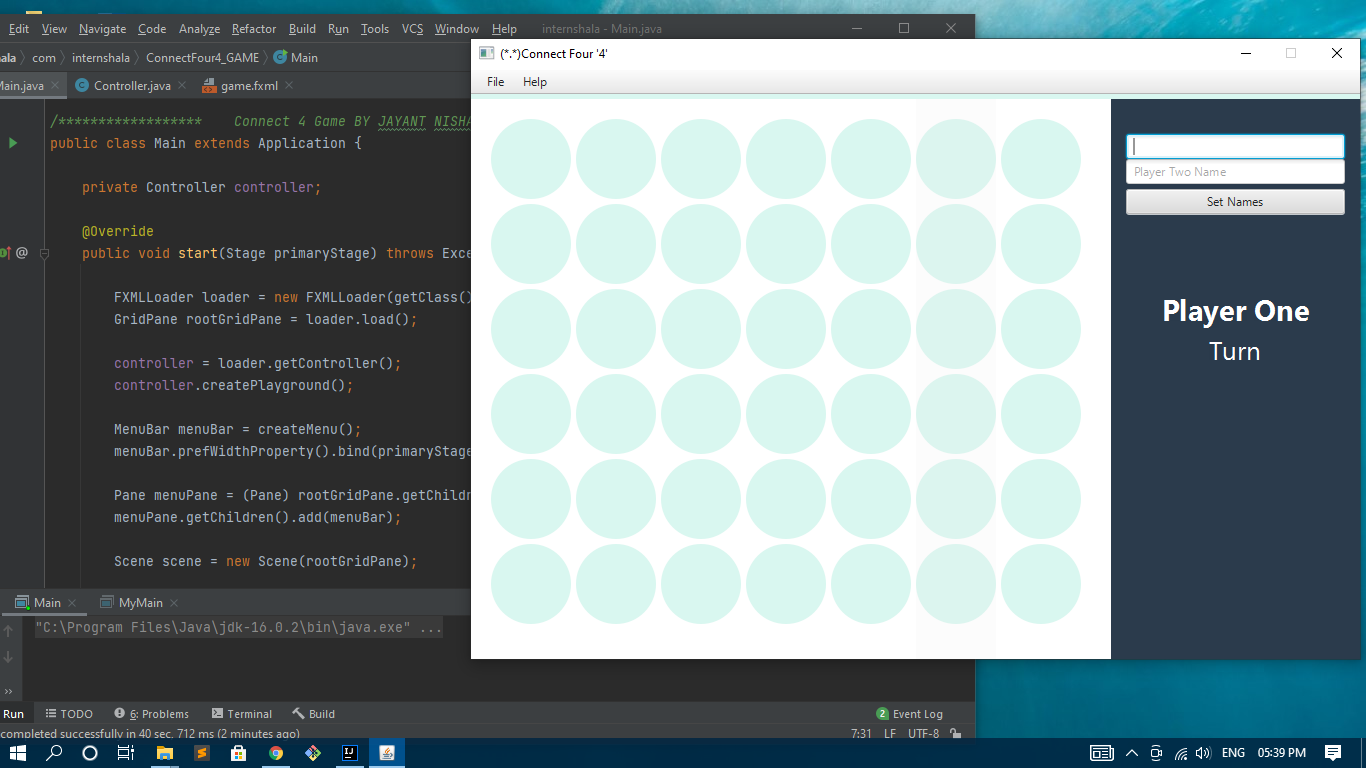 Edit View Navigate Code Analyze Refactor Build Run Tools VCS Window Help internshala - Main.java
ala com internshala ConnectFour4_GAME Main
Main.java Controller.java game.fxml
/****************** Connect 4 Game BY JAYANT NISHA
public class Main extends Application {
private Controller controller;
@Override
public void start(Stage primaryStage) throws Exce
FXMLLoader loader = new FXMLLoader(getClass()
GridPane rootGridPane = loader.load();
controller = loader.getController();
controller.createPlayground();
MenuBar menuBar = createMenu();
menuBar.prefWidthProperty().bind(primaryStage
Pane menuPane = (Pane) rootGridPane.getChildr
menuPane.getChildren().add(menuBar);
Scene scene = new Scene(rootGridPane);
(*.*)Connect Four '4'
File Help
Player Two Name
Set Names
Player One
Turn
Main MyMain
"C:\Program Files\Java\jdk-16.0.2\bin\java.exe" ...
Run TODO 6: Problems Terminal Build 2 Event Log
completed successfully in 40 sec, 712 ms (2 minutes ago) 7:31 LF UTF-8
ENG 05:39 PM